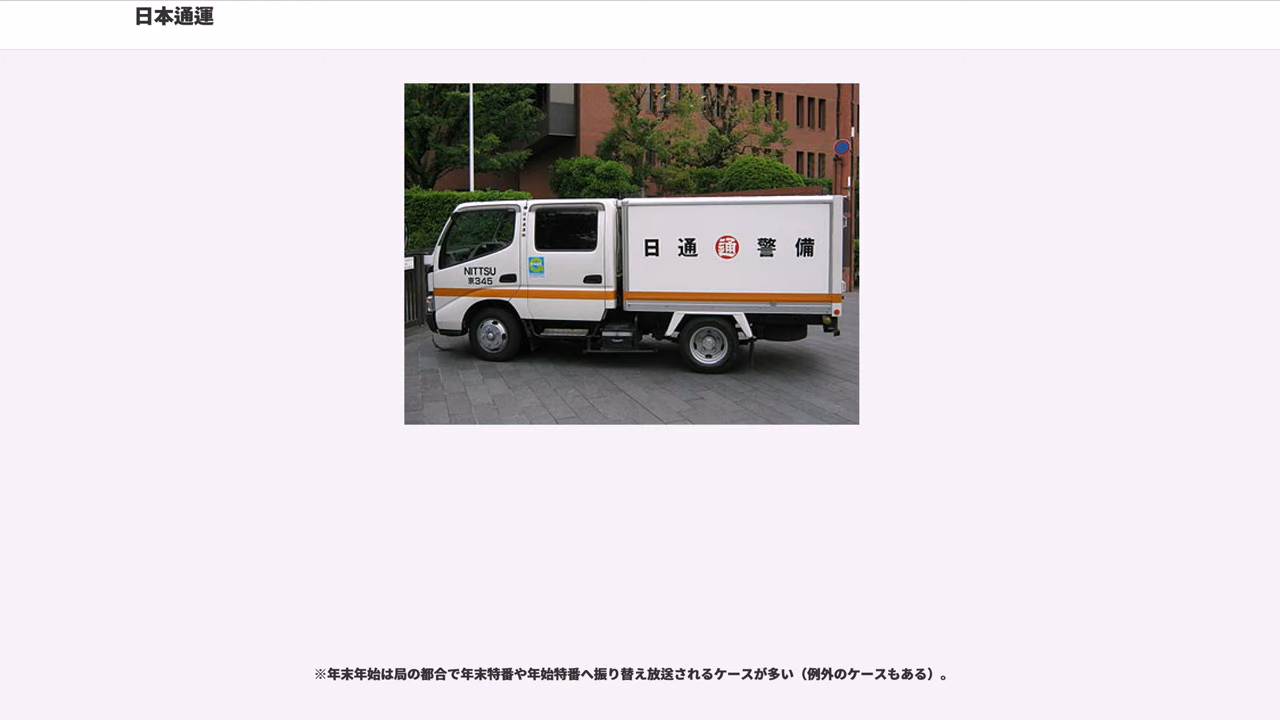 日本通運
日通 通 警備
NITTSU
京345
※年末年始は局の都合で年末特番や年始特番へ振り替え放送されるケースが多い（例外のケースもある）。